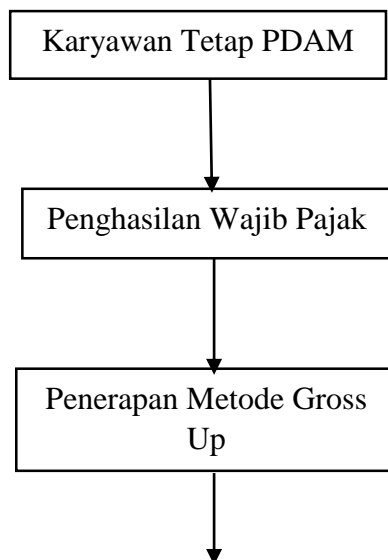 Karyawan Tetap PDAM
Penghasilan Wajib Pajak
Penerapan Metode Gross
Up